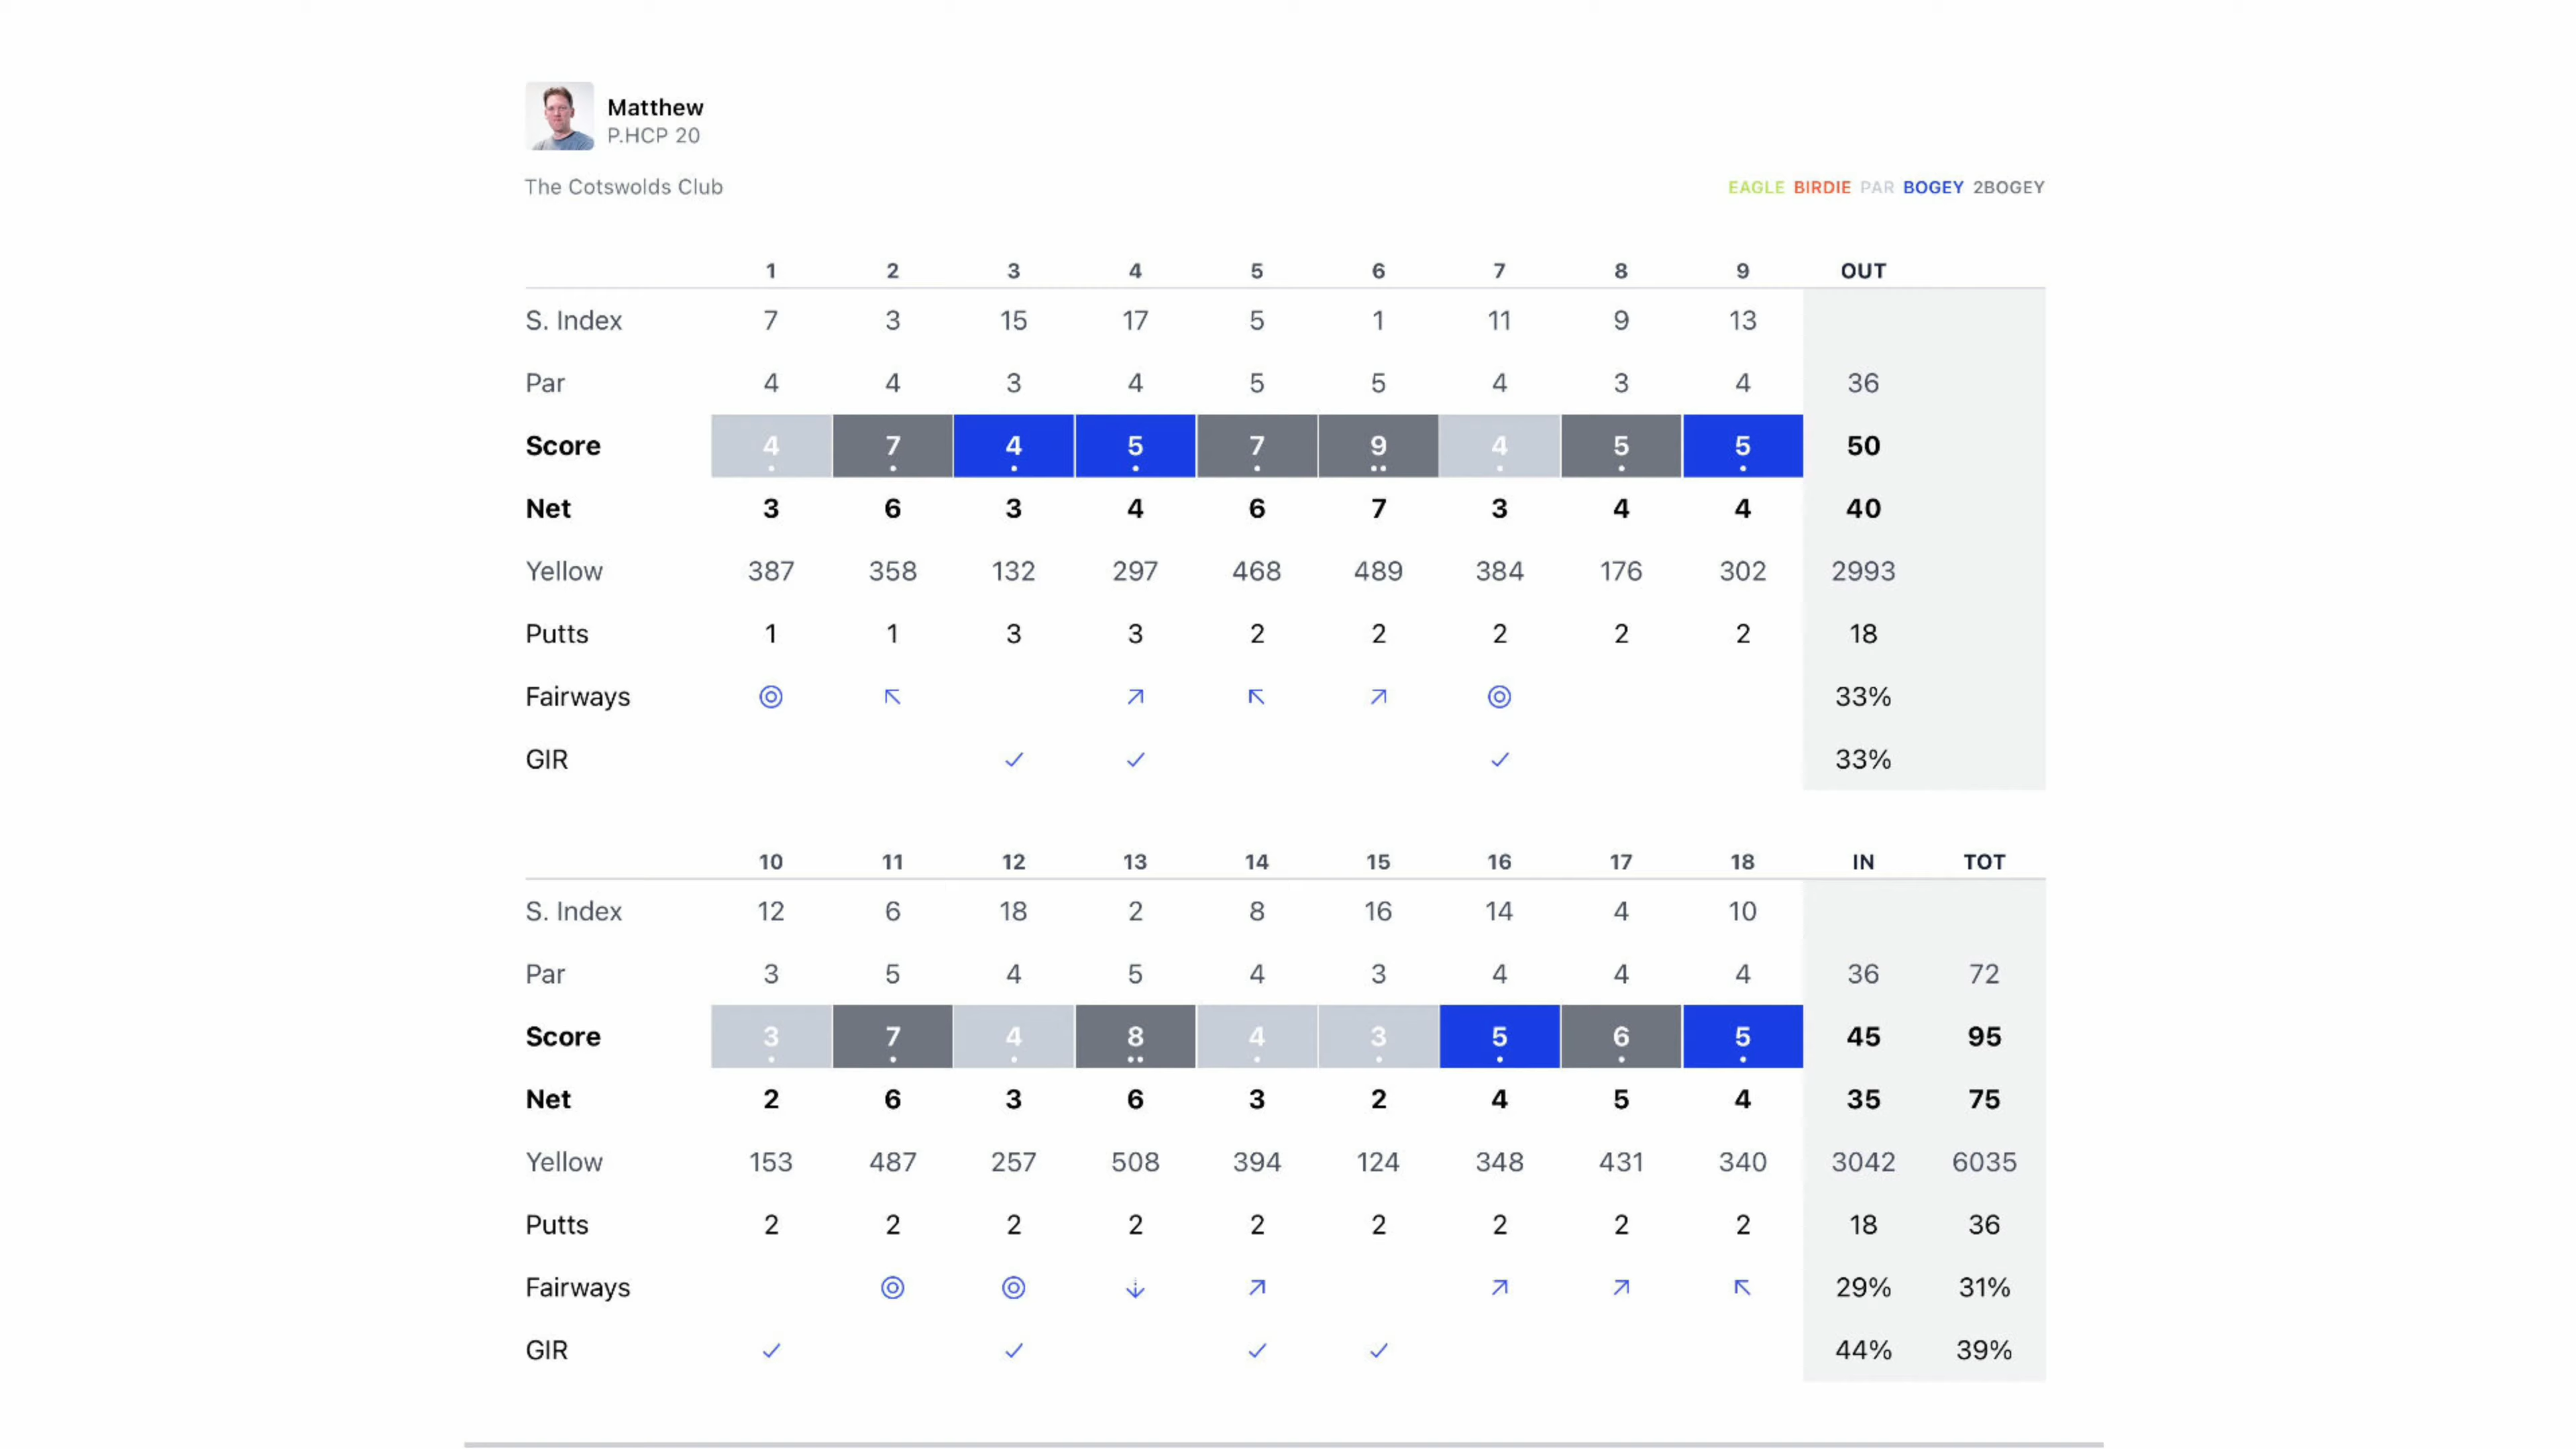 Matthew
P.HCP 20
The Cotswolds Club
EAGLE BIRDIE PAR BOGEY 2BOGEY
1 2 3 4 5 6 7 8 9 OUT
S. Index 7 3 15 17 5 1 11 9 13
Par 4 4 3 4 5 5 4 3 4 36
Score 4 7 4 5 7 9 4 5 5 50
Net 3 6 3 4 6 7 3 4 4 40
Yellow 387 358 132 297 468 489 384 176 302 2993
Putts 1 1 3 3 2 2 2 2 2 18
Fairways 33%
GIR 33%
10 11 12 13 14 15 16 17 18 IN TOT
S. Index 12 6 18 2 8 16 14 4 10
Par 3 5 4 5 4 3 4 4 4 36 72
Score 3 7 4 8 4 3 5 6 5 45 95
Net 2 6 3 6 3 2 4 5 4 35 75
Yellow 153 487 257 508 394 124 348 431 340 3042 6035
Putts 2 2 2 2 2 2 2 2 2 18 36
Fairways 29% 31%
GIR 44% 39%